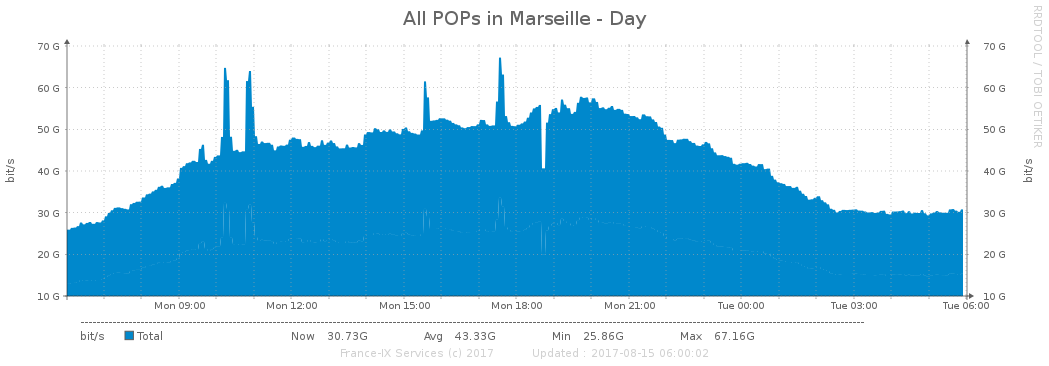 All POPs in Marseille - Day
RRDTOOL / TOBI OETIKER
70 G 70 G
60 G 60 G
50 G 50 G
40 G 40 G
30 G 30 G
20 G 20 G
10 G 10 G
bit/s bit/s
Mon 09:00 Mon 12:00 Mon 15:00 Mon 18:00 Mon 21:00 Tue 00:00 Tue 03:00 Tue 06:00
bit/s Total Now 30.73G Avg 43.33G Min 25.86G Max 67.16G
France-IX Services (c) 2017 Updated : 2017-08-15 06:00:02